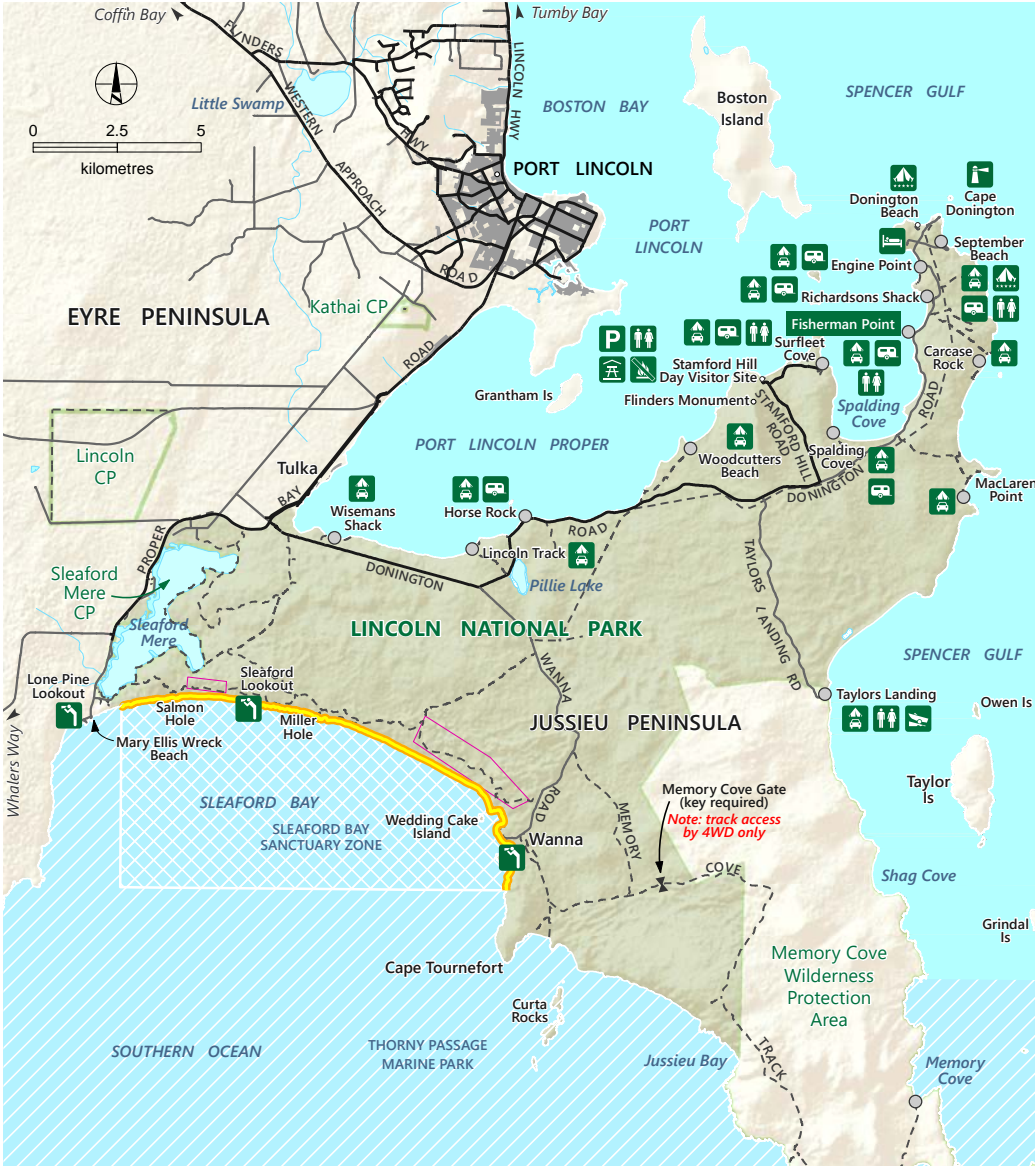 Coffin Bay
Tumby Bay
FLINDERS
HWY
LINCOLN HWY
WESTERN
APPROACH
ROAD
Little Swamp
0
2.5
5
kilometres
BOSTON BAY
Boston
Island
SPENCER GULF
PORT LINCOLN
PORT
LINCOLN
Donington
Beach
Cape
Donington
September
Beach
Engine Point
Richardsons Shack
Fisherman Point
Carcase
Rock
EYRE PENINSULA
Kathai CP
P
Surfleet
Cove
Stamford Hill
Day Visitor Site
Flinders Monument
Grantham Is
STAMFORD HILL
ROAD
Spalding
Cove
ROAD
PORT LINCOLN PROPER
Woodcutters
Beach
Spalding
Cove
Lincoln
CP
Tulka
ROAD
BAY
PROPER
Wisemans
Shack
Horse Rock
ROAD
DONINGTON
MacLaren
Point
Lincoln Track
DONINGTON
Pillie Lake
TAYLORS LANDING RD
Sleaford
Mere
CP
Sleaford
Mere
LINCOLN NATIONAL PARK
WANNA
ROAD
SPENCER GULF
Lone Pine
Lookout
Sleaford
Lookout
Salmon
Hole
Miller
Hole
Mary Ellis Wreck
Beach
Whalers Way
JUSSIEU PENINSULA
Taylors Landing
Owen Is
Taylor
Is
SLEAFORD BAY
SLEAFORD BAY
SANCTUARY ZONE
Wedding Cake
Island
Wanna
MEMORY
COVE
TRACK
Memory Cove Gate
(key required)
Note: track access
by 4WD only
Shag Cove
Grindal
Is
Cape Tournefort
Curta
Rocks
Memory Cove
Wilderness
Protection
Area
SOUTHERN OCEAN
THORNY PASSAGE
MARINE PARK
Jussieu Bay
Memory
Cove